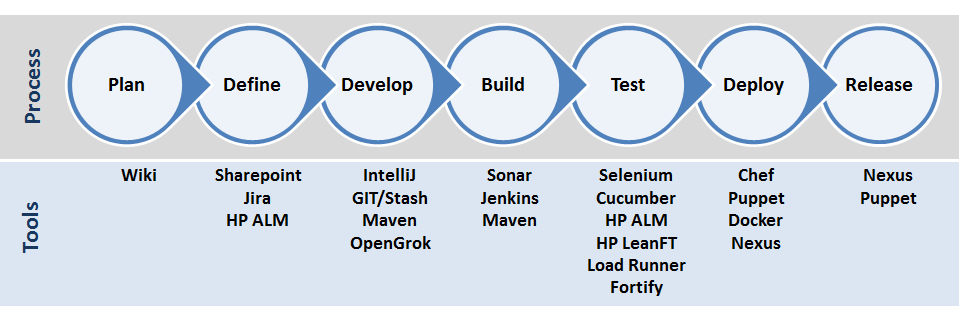 Process
Plan
Define
Develop
Build
Test
Deploy
Release
Tools
Wiki
Sharepoint
Jira
HP ALM
IntelliJ
GIT/Stash
Maven
OpenGrok
Sonar
Jenkins
Maven
Selenium
Cucumber
HP ALM
HP LeanFT
Load Runner
Fortify
Chef
Puppet
Docker
Nexus
Nexus
Puppet